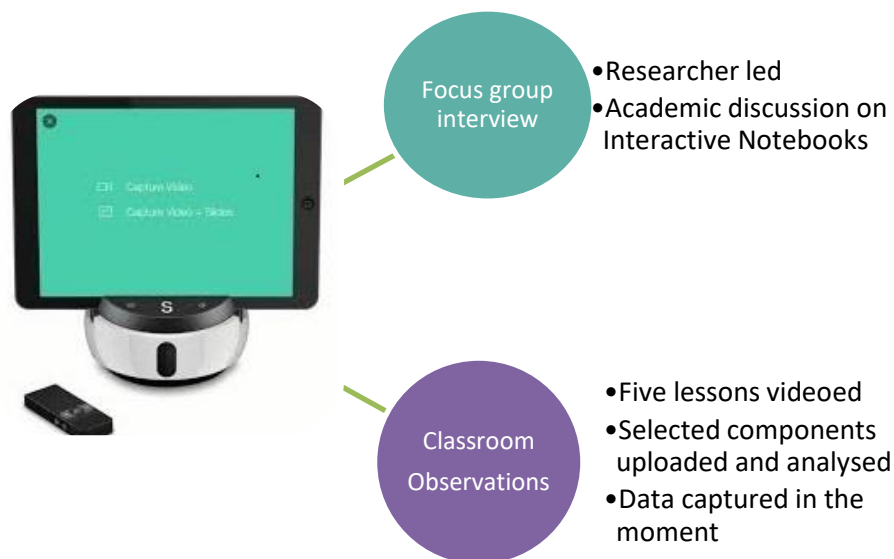 Capture Video
Capture Video + Slides
S
Focus group
interview
•Researcher led
•Academic discussion on
Interactive Notebooks
Classroom
Observations
•Five lessons videoed
•Selected components
uploaded and analysed
•Data captured in the
moment